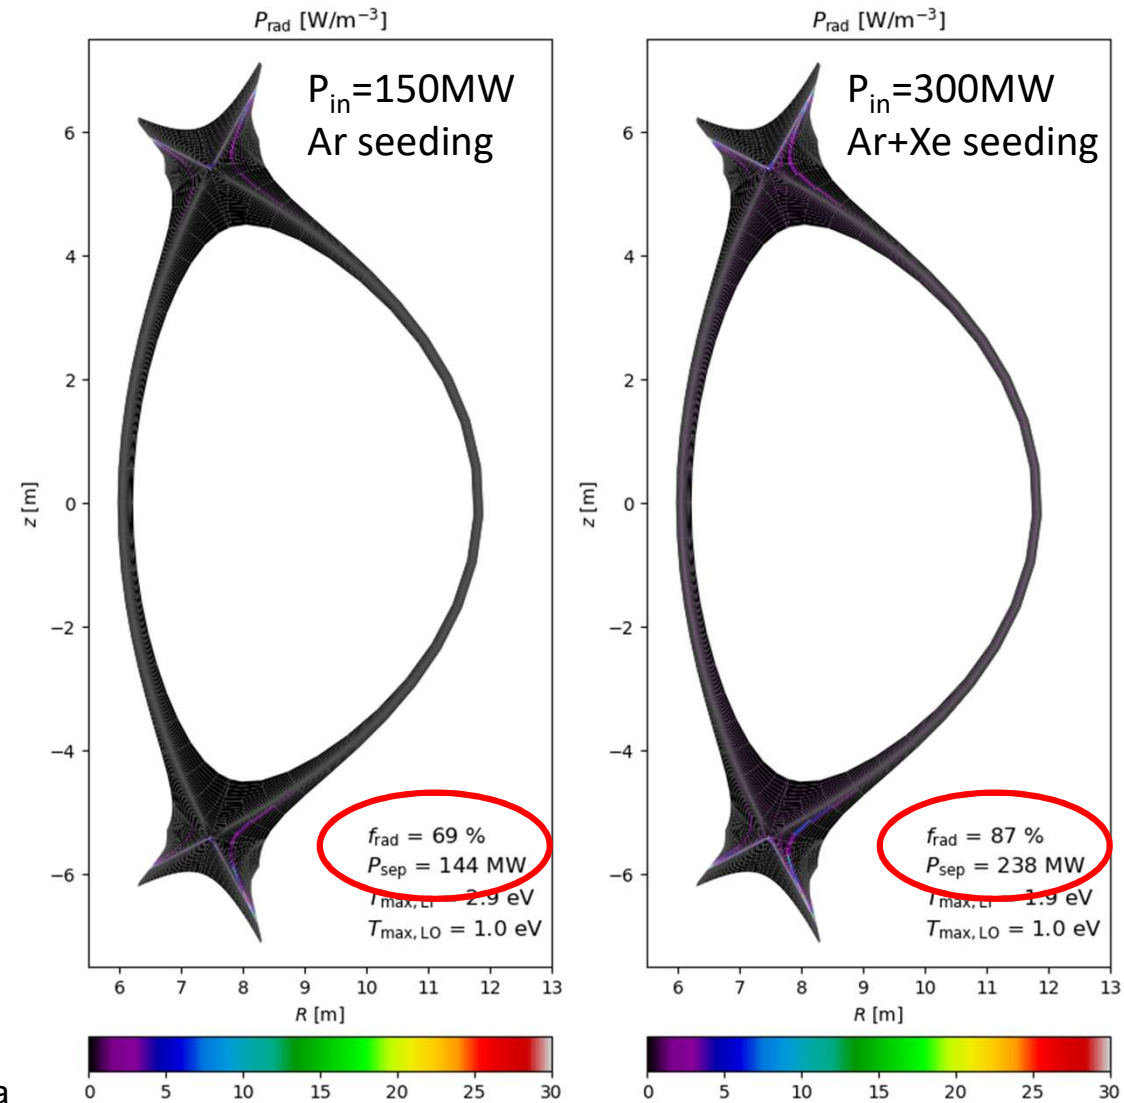 P_rad [W/m⁻³]
P_in=150MW
Ar seeding
6
4
2
0
−2
−4
−6
z [m]
f_rad = 69 %
P_sep = 144 MW
T_max, LI = 2.9 eV
T_max, LO = 1.0 eV
6 7 8 9 10 11 12 13
R [m]
0 5 10 15 20 25 30
P_rad [W/m⁻³]
P_in=300MW
Ar+Xe seeding
6
4
2
0
−2
−4
−6
z [m]
f_rad = 87 %
P_sep = 238 MW
T_max, LI = 1.9 eV
T_max, LO = 1.0 eV
6 7 8 9 10 11 12 13
R [m]
0 5 10 15 20 25 30
a